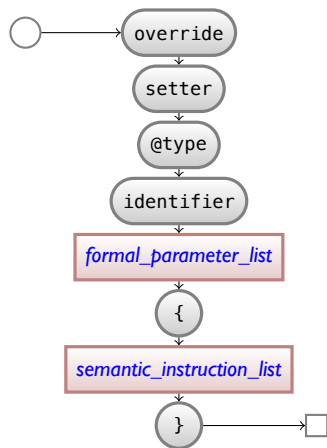 override
setter
@type
identifier
formal_parameter_list
{
semantic_instruction_list
}